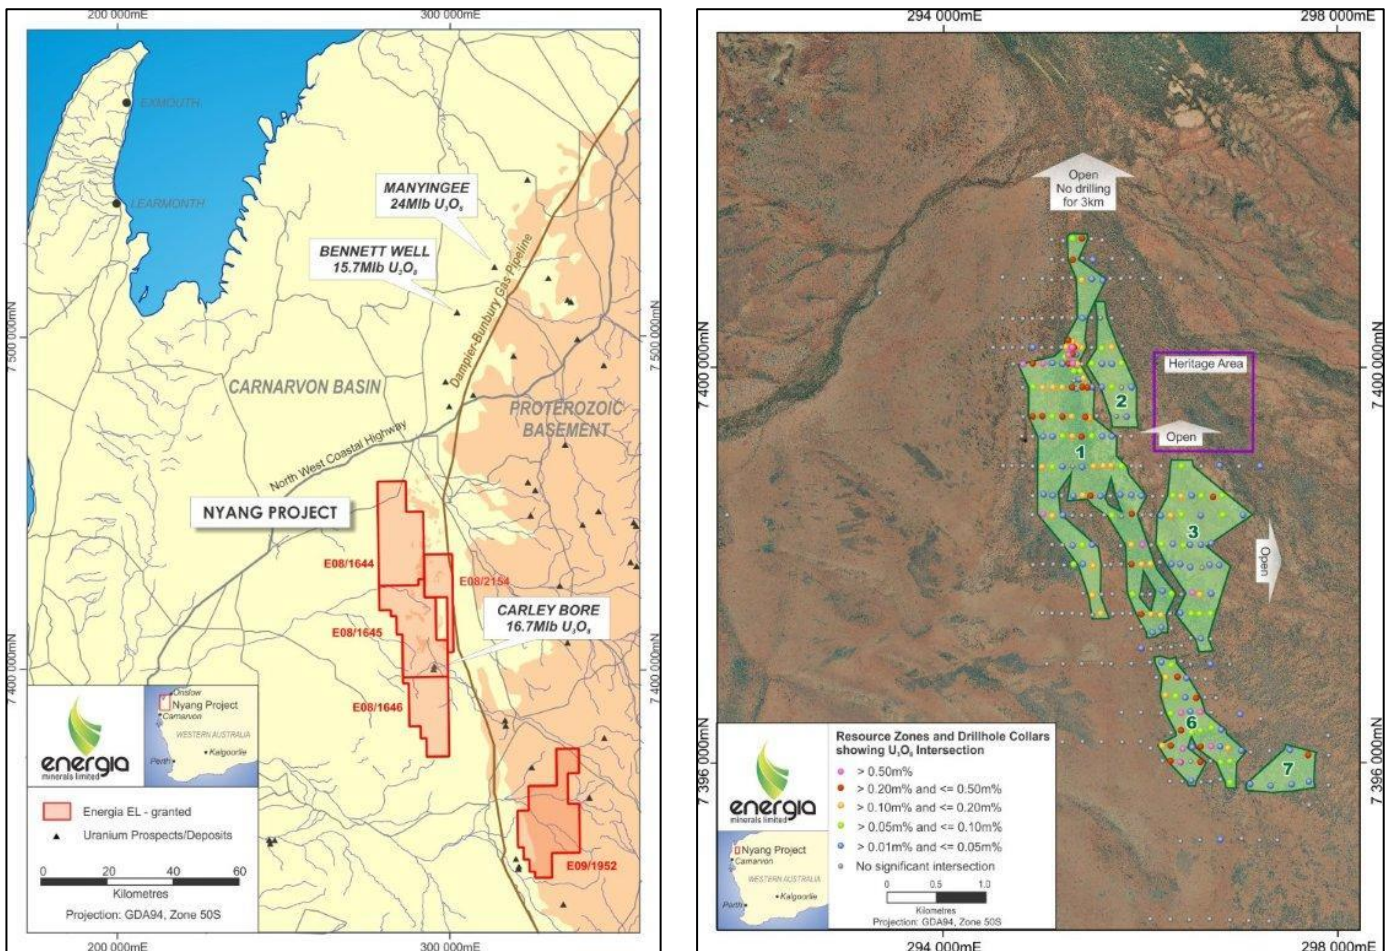 200 000mE
300 000mE
EXMOUTH
LEARMONTH
MANYINGEE
24Mlb U₃O₈
BENNETT WELL
15.7Mlb U₃O₈
Dampier-Bunbury Gas Pipeline
7 500 000mN
7 500 000mN
CARNARVON BASIN
PROTEROZOIC
BASEMENT
North West Coastal Highway
NYANG PROJECT
E08/1644
E08/2154
CARLEY BORE
16.7Mlb U₃O₈
E08/1645
7 400 000mN
7 400 000mN
E08/1646
E09/1952
energia
minerals limited
Onslow
Nyang Project
Carnarvon
WESTERN AUSTRALIA
Kalgoorlie
Perth
Energia EL - granted
Uranium Prospects/Deposits
0 20 40 60
Kilometres
Projection: GDA94, Zone 50S
200 000mE
300 000mE
294 000mE
298 000mE
Open
No drilling
for 3km
7 400 000mN
7 400 000mN
Heritage Area
2
Open
1
3
Open
6
7
7 396 000mN
7 396 000mN
energia
minerals limited
Nyang Project
Carnarvon
WESTERN AUSTRALIA
Kalgoorlie
Perth
Resource Zones and Drillhole Collars
showing U₃O₈ Intersection
> 0.50m%
> 0.20m% and <= 0.50m%
> 0.10m% and <= 0.20m%
> 0.05m% and <= 0.10m%
> 0.01m% and <= 0.05m%
No significant intersection
0 0.5 1.0
Kilometres
Projection: GDA94, Zone 50S
294 000mE
298 000mE